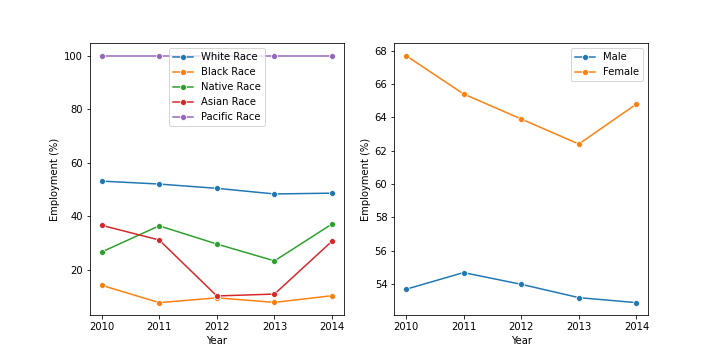 100
80
60
40
20
Employment (%)
2010 2011 2012 2013 2014
Year
White Race
Black Race
Native Race
Asian Race
Pacific Race
68
66
64
62
60
58
56
54
Employment (%)
2010 2011 2012 2013 2014
Year
Male
Female